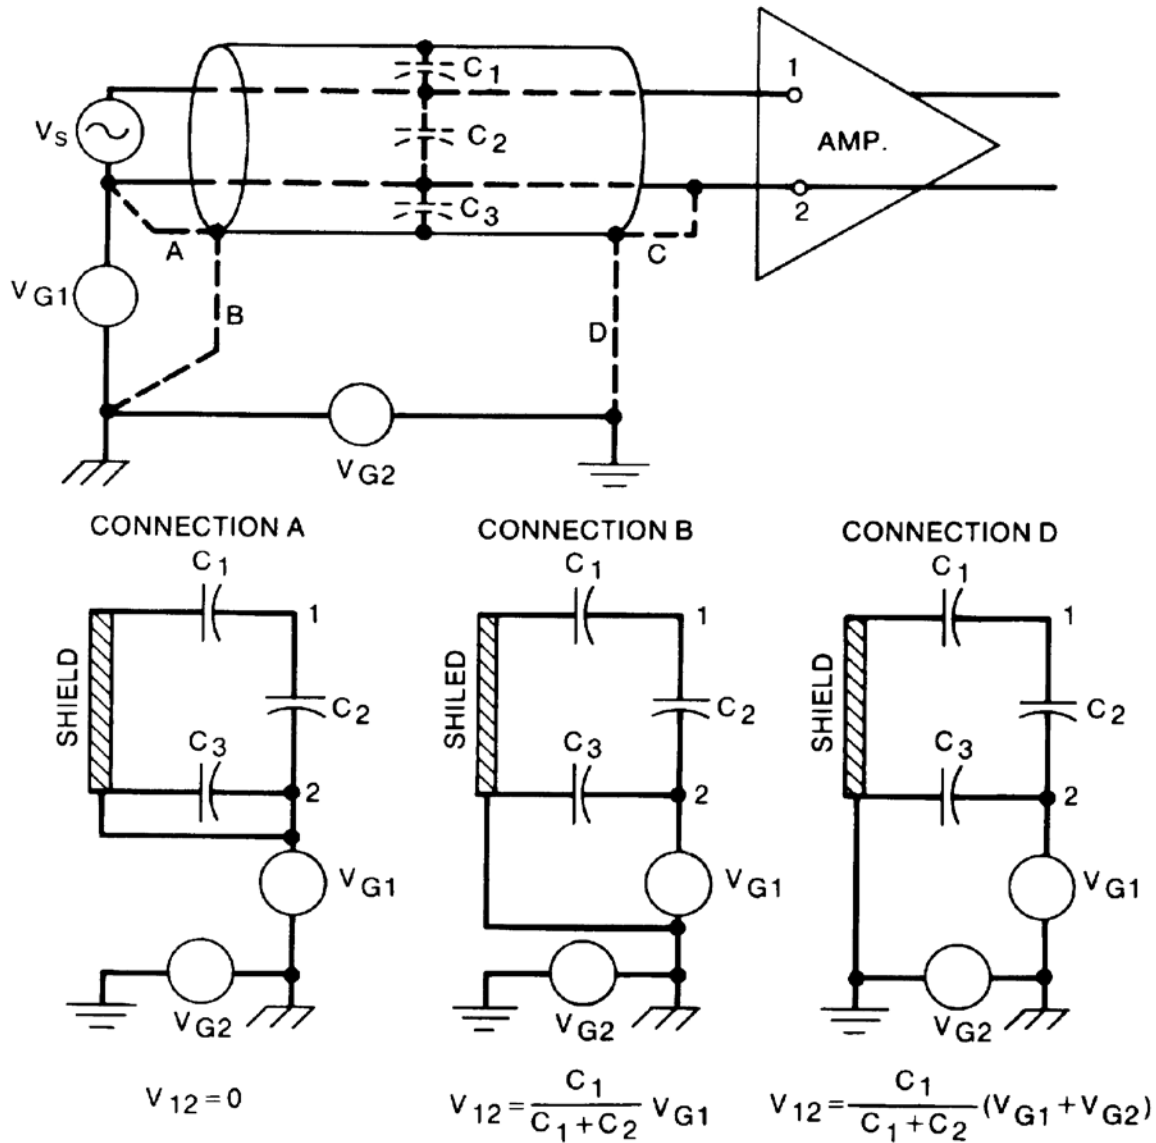 C1
1
VS
C2
AMP.
C3
2
A
C
VG1
B
D
VG2
CONNECTION A
CONNECTION B
CONNECTION D
C1
C1
C1
1
1
1
SHIELD
SHILED
SHIELD
C2
C2
C2
C3
C3
C3
2
2
2
VG1
VG1
VG1
VG2
VG2
VG2
V12=0
V12= C1/(C1+C2) VG1
V12= C1/(C1+C2) (VG1+VG2)